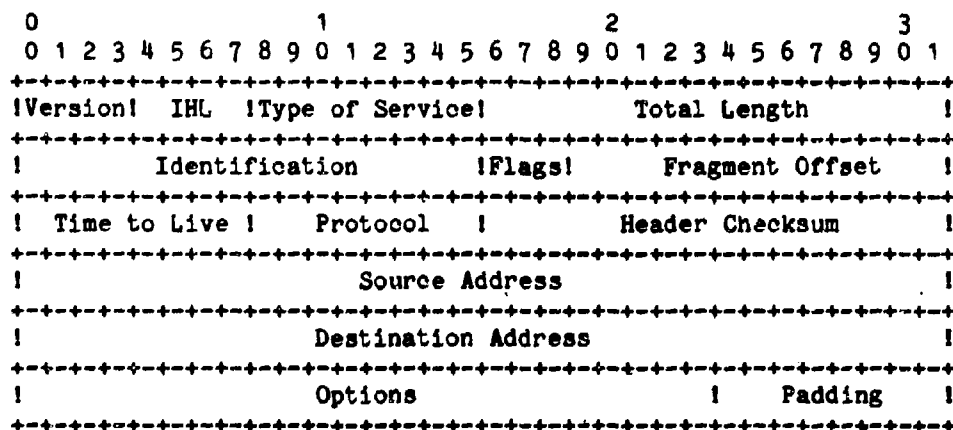 0                   1                   2                   3
0 1 2 3 4 5 6 7 8 9 0 1 2 3 4 5 6 7 8 9 0 1 2 3 4 5 6 7 8 9 0 1
+-+-+-+-+-+-+-+-+-+-+-+-+-+-+-+-+-+-+-+-+-+-+-+-+-+-+-+-+-+-+-+-+
!Version!  IHL  !Type of Service!          Total Length         !
+-+-+-+-+-+-+-+-+-+-+-+-+-+-+-+-+-+-+-+-+-+-+-+-+-+-+-+-+-+-+-+-+
!         Identification        !Flags!      Fragment Offset    !
+-+-+-+-+-+-+-+-+-+-+-+-+-+-+-+-+-+-+-+-+-+-+-+-+-+-+-+-+-+-+-+-+
!  Time to Live !    Protocol   !         Header Checksum       !
+-+-+-+-+-+-+-+-+-+-+-+-+-+-+-+-+-+-+-+-+-+-+-+-+-+-+-+-+-+-+-+-+
!                       Source Address                          !
+-+-+-+-+-+-+-+-+-+-+-+-+-+-+-+-+-+-+-+-+-+-+-+-+-+-+-+-+-+-+-+-+
!                    Destination Address                        !
+-+-+-+-+-+-+-+-+-+-+-+-+-+-+-+-+-+-+-+-+-+-+-+-+-+-+-+-+-+-+-+-+
!                    Options                    !    Padding    !
+-+-+-+-+-+-+-+-+-+-+-+-+-+-+-+-+-+-+-+-+-+-+-+-+-+-+-+-+-+-+-+-+